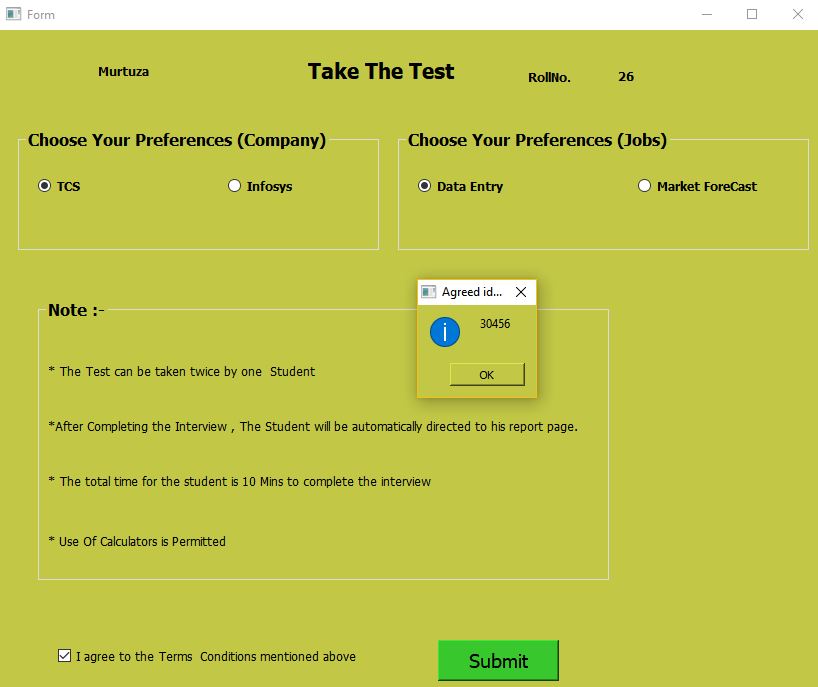 Form
Murtuza
Take The Test
RollNo.
26
Choose Your Preferences (Company)
Choose Your Preferences (Jobs)
TCS
Infosys
Data Entry
Market ForeCast
Agreed id...
30456
OK
Note :-
* The Test can be taken twice by one  Student
*After Completing the Interview , The Student will be automatically directed to his report page.
* The total time for the student is 10 Mins to complete the interview
* Use Of Calculators is Permitted
I agree to the Terms  Conditions mentioned above
Submit